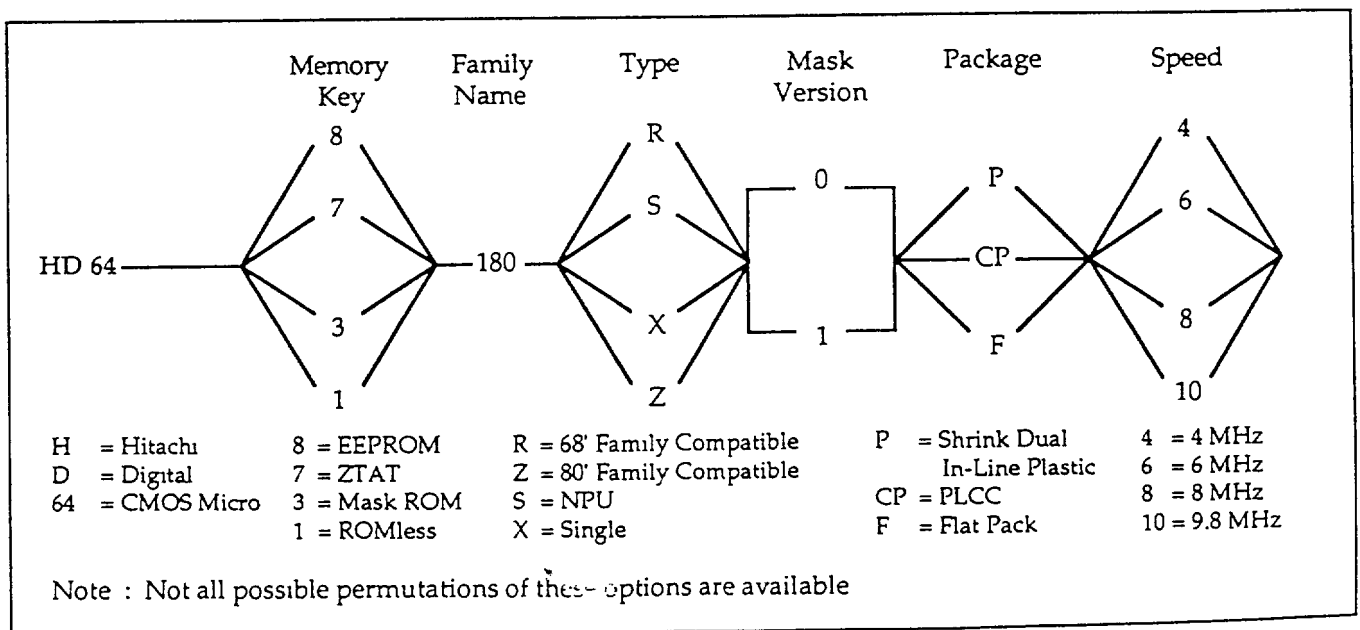 Memory Key
Family Name
Type
Mask Version
Package
Speed
HD 64
8
7
3
1
180
R
S
X
Z
0
1
P
CP
F
4
6
8
10
H = Hitachi
D = Digital
64 = CMOS Micro
8 = EEPROM
7 = ZTAT
3 = Mask ROM
1 = ROMless
R = 68' Family Compatible
Z = 80' Family Compatible
S = NPU
X = Single
P = Shrink Dual
In-Line Plastic
CP = PLCC
F = Flat Pack
4 = 4 MHz
6 = 6 MHz
8 = 8 MHz
10 = 9.8 MHz
Note : Not all possible permutations of these options are available